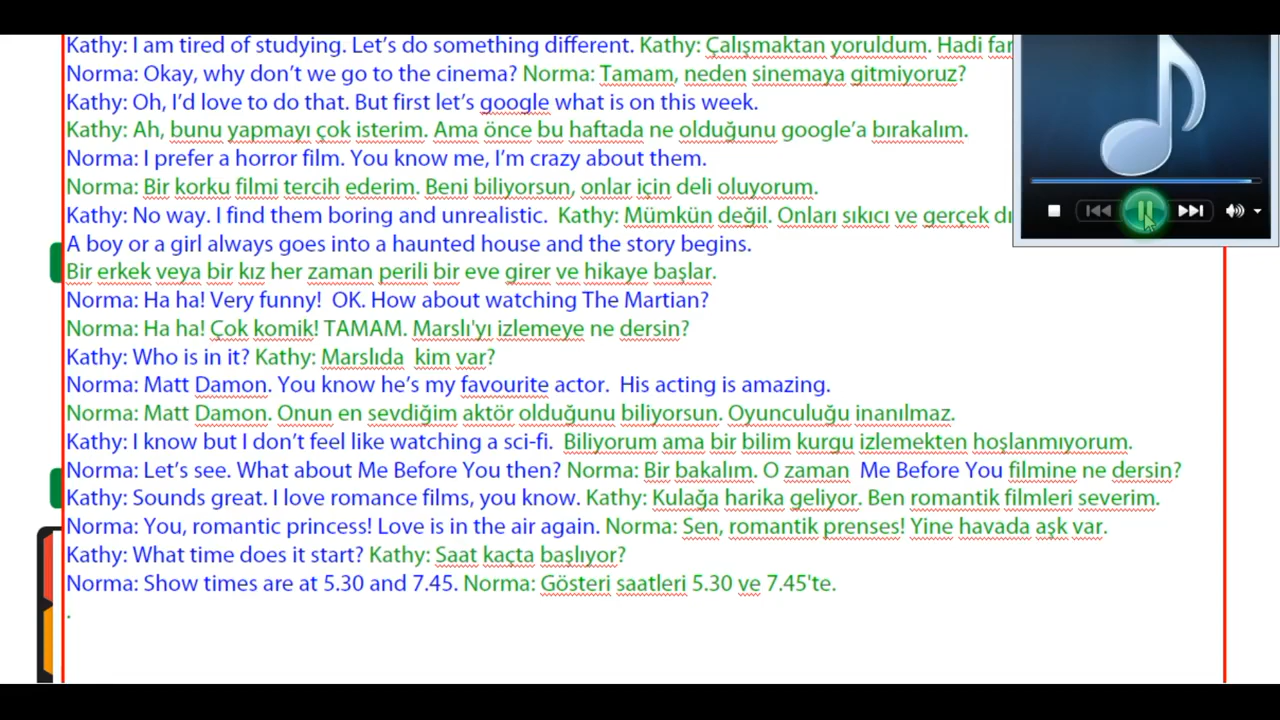 Kathy: I am tired of studying. Let’s do something different. Kathy: Çalışmaktan yoruldum. Hadi
Norma: Okay, why don’t we go to the cinema? Norma: Tamam, neden sinemaya gitmiyoruz?
Kathy: Oh, I’d love to do that. But first let’s google what is on this week.
Kathy: Ah, bunu yapmayı çok isterim. Ama önce bu haftada ne olduğunu google’a bırakalım.
Norma: I prefer a horror film. You know me, I’m crazy about them.
Norma: Bir korku filmi tercih ederim. Beni biliyorsun, onlar için deli oluyorum.
Kathy: No way. I find them boring and unrealistic. Kathy: Mümkün değil. Onları sıkıcı ve gerçek
A boy or a girl always goes into a haunted house and the story begins.
Bir erkek veya bir kız her zaman perili bir eve girer ve hikaye başlar.
Norma: Ha ha! Very funny! OK. How about watching The Martian?
Norma: Ha ha! Çok komik! TAMAM. Marslı'yı izlemeye ne dersin?
Kathy: Who is in it? Kathy: Marslıda kim var?
Norma: Matt Damon. You know he’s my favourite actor. His acting is amazing.
Norma: Matt Damon. Onun en sevdiğim aktör olduğunu biliyorsun. Oyunculuğu inanılmaz.
Kathy: I know but I don’t feel like watching a sci-fi. Biliyorum ama bir bilim kurgu izlemekten hoşlanmıyorum.
Norma: Let’s see. What about Me Before You then? Norma: Bir bakalım. O zaman Me Before You filmine ne dersin?
Kathy: Sounds great. I love romance films, you know. Kathy: Kulağa harika geliyor. Ben romantik filmleri severim.
Norma: You, romantic princess! Love is in the air again. Norma: Sen, romantik prenses! Yine havada aşk var.
Kathy: What time does it start? Kathy: Saat kaçta başlıyor?
Norma: Show times are at 5.30 and 7.45. Norma: Gösteri saatleri 5.30 ve 7.45'te.
.